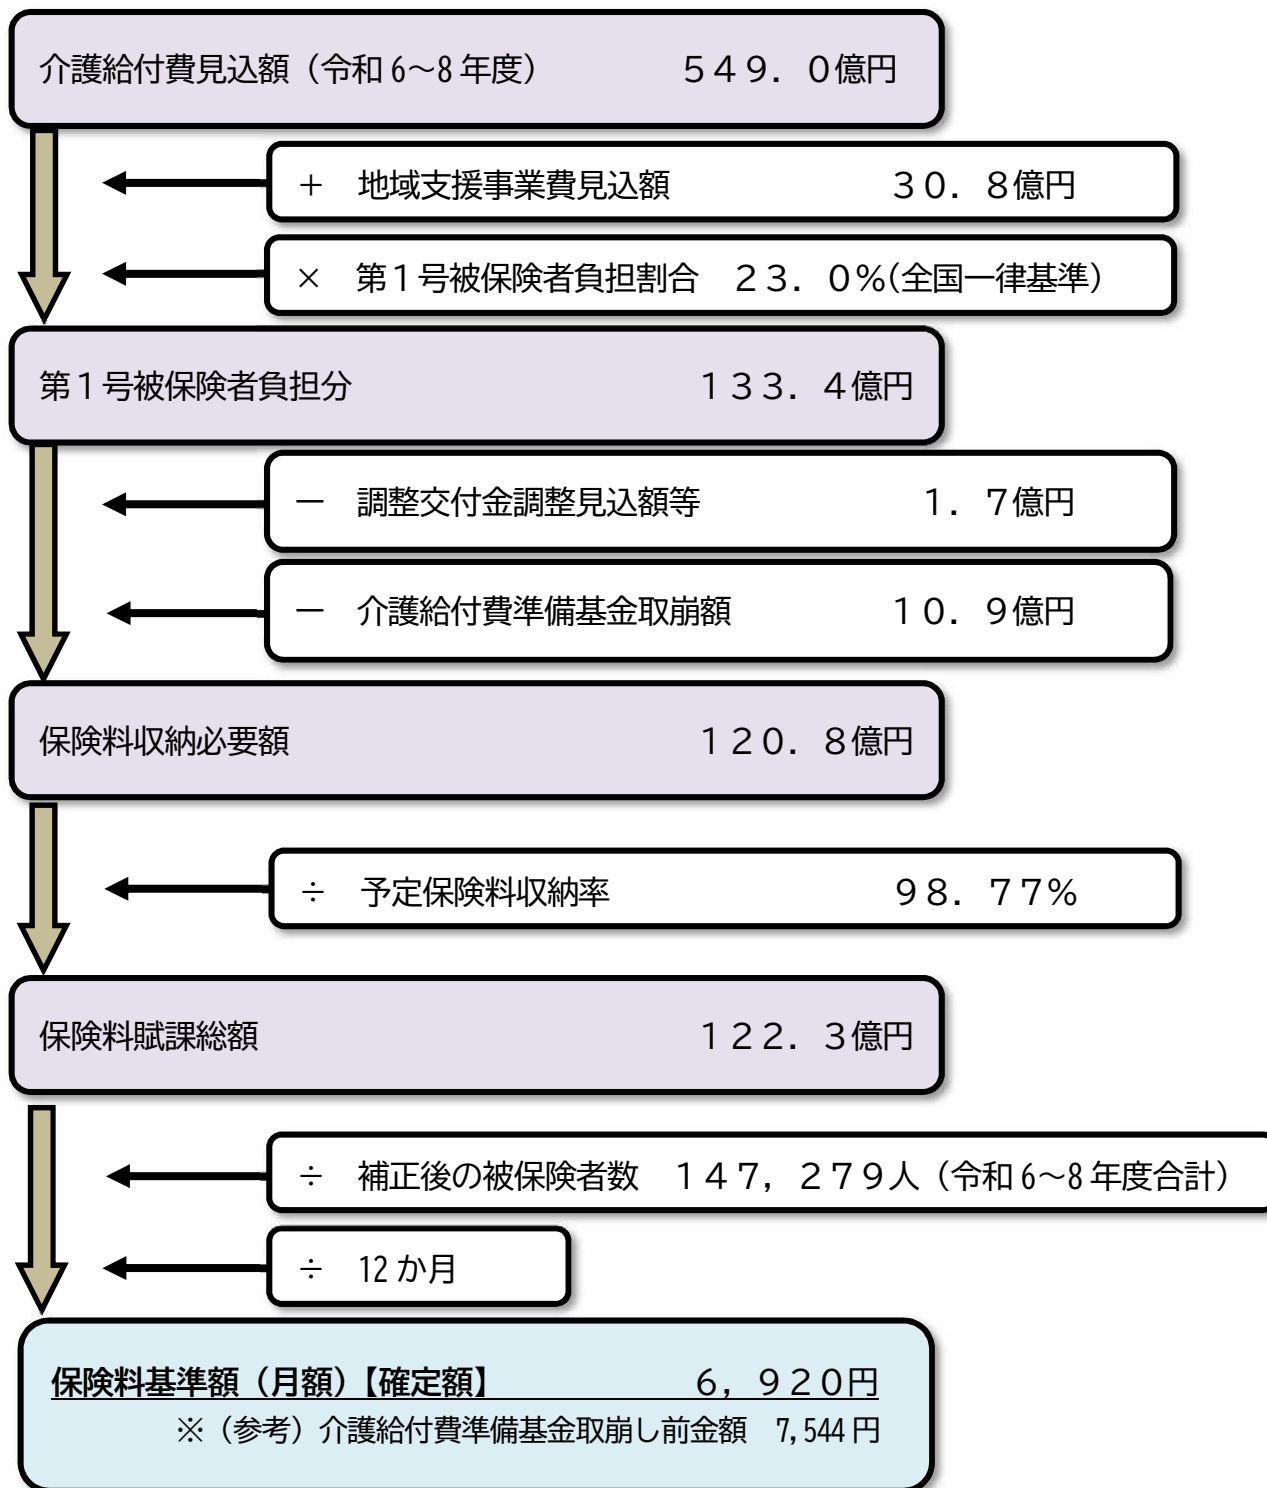 介護給付費見込額（令和6～8年度）　５４９．０億円
＋　地域支援事業費見込額　３０．８億円
×　第１号被保険者負担割合　２３．０％(全国一律基準）
第１号被保険者負担分　１３３．４億円
－　調整交付金調整見込額等　１．７億円
－　介護給付費準備基金取崩額　１０．９億円
保険料収納必要額　１２０．８億円
÷　予定保険料収納率　９８．７７％
保険料賦課総額　１２２．３億円
÷　補正後の被保険者数　１４７，２７９人（令和6～8年度合計）
÷　12か月
保険料基準額（月額）【確定額】　６，９２０円
※（参考）介護給付費準備基金取崩し前金額　7,544円